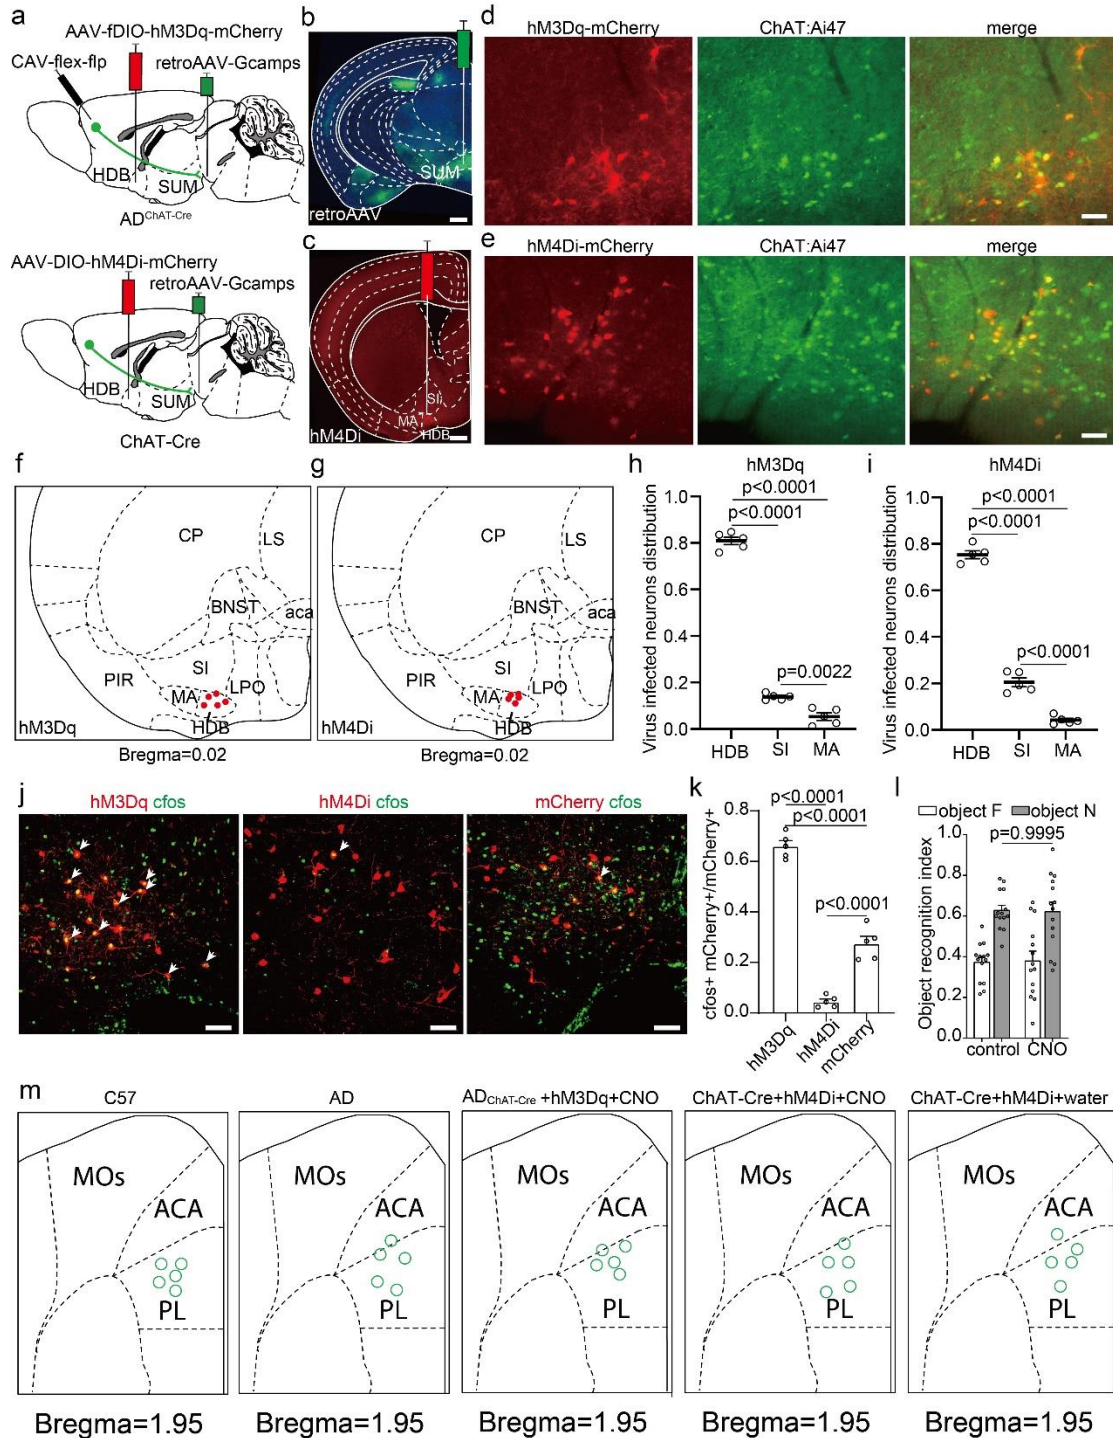 a
AAV-fDIO-hM3Dq-mCherry
CAV-flex-flp
retroAAV-Gcamps
HDB
SUM
ADChAT-Cre
AAV-DIO-hM4Di-mCherry
retroAAV-Gcamps
HDB
SUM
ChAT-Cre
b
SUM
retroAAV
c
SI
MA
HDB
hM4Di
d
hM3Dq-mCherry
ChAT:Ai47
merge
e
hM4Di-mCherry
ChAT:Ai47
merge
f
CP
LS
BNST
aca
SI
PIR
MA
LPO
HDB
hM3Dq
Bregma=0.02
g
CP
LS
BNST
aca
SI
PIR
MA
LPO
HDB
hM4Di
Bregma=0.02
h
hM3Dq
Virus infected neurons distribution
1.0
0.8
0.6
0.4
0.2
0.0
p<0.0001
p<0.0001
p=0.0022
HDB SI MA
i
hM4Di
Virus infected neurons distribution
1.0
0.8
0.6
0.4
0.2
0.0
p<0.0001
p<0.0001
p<0.0001
HDB SI MA
j
hM3Dq cfos
hM4Di cfos
mCherry cfos
k
cfos+ mCherry+/mCherry+
0.8
0.6
0.4
0.2
0.0
p<0.0001
p<0.0001
p<0.0001
hM3Dq
hM4Di
mCherry
l
object F object N
p=0.9995
Object recognition index
1.0
0.8
0.6
0.4
0.2
0.0
control CNO
m
C57
MOs
ACA
PL
Bregma=1.95
AD
MOs
ACA
PL
Bregma=1.95
ADChAT-Cre +hM3Dq+CNO
MOs
ACA
PL
Bregma=1.95
ChAT-Cre+hM4Di+CNO
MOs
ACA
PL
Bregma=1.95
ChAT-Cre+hM4Di+water
MOs
ACA
PL
Bregma=1.95